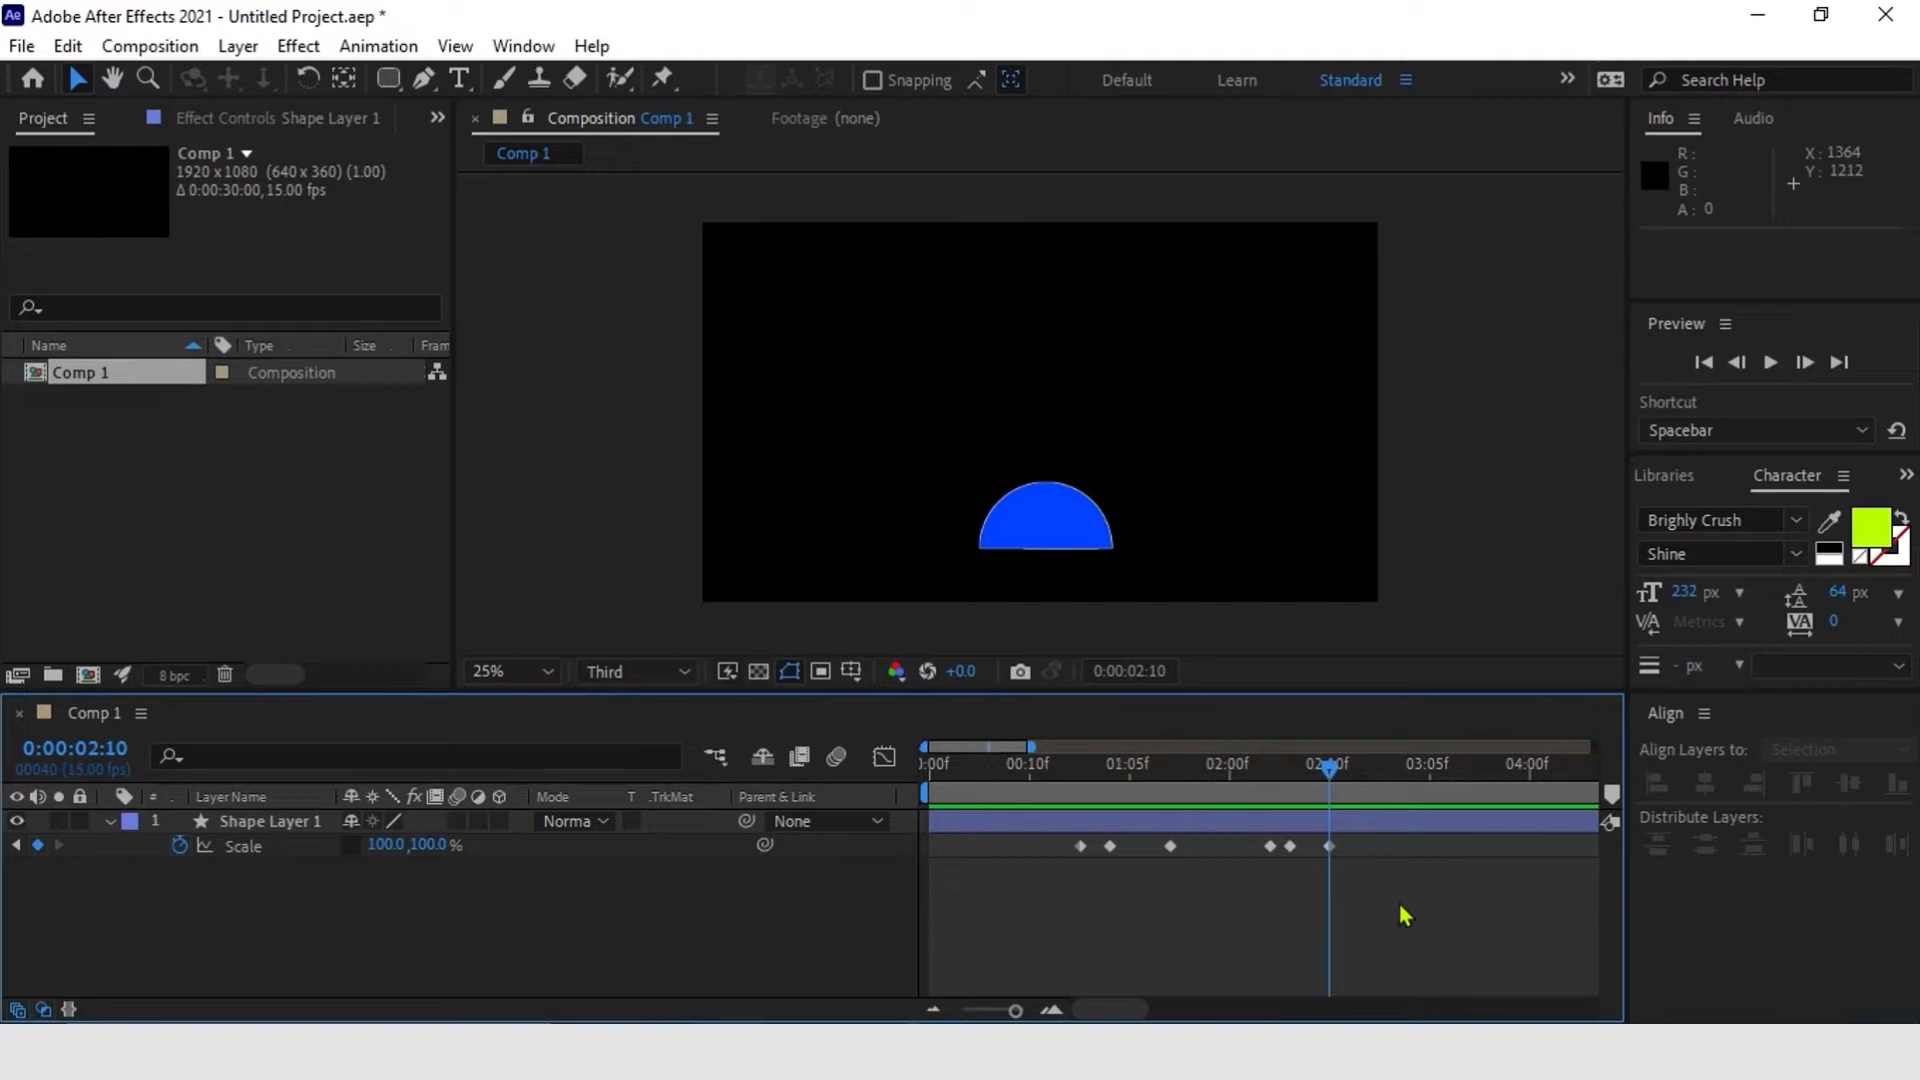 Ae Adobe After Effects 2021 - Untitled Project.aep *
File Edit Composition Layer Effect Animation View Window Help
T Snapping Default Learn Standard Search Help
Project Effect Controls Shape Layer 1
Composition Comp 1 Footage (none)
Info Audio
Comp 1
1920 x 1080 (640 x 360) (1.00)
Δ 0:00:30:00, 15.00 fps
Comp 1
R :
G :
B :
A : 0
X : 1364
Y : 1212
Preview
Name Type Size Fram
Comp 1 Composition
Shortcut
Spacebar
Libraries Character
Brighly Crush
Shine
232 px 64 px
Metrics 0
- px
8 bpc
25% Third +0.0 0:00:02:10
Comp 1
0:00:02:10
00040 (15.00 fps)
:00f 00:10f 01:05f 02:00f 03:05f 04:00f
Layer Name fx Mode T .TrkMat Parent & Link
1 Shape Layer 1 Norma None
Scale 100.0,100.0 %
Align
Align Layers to: Selection
Distribute Layers: